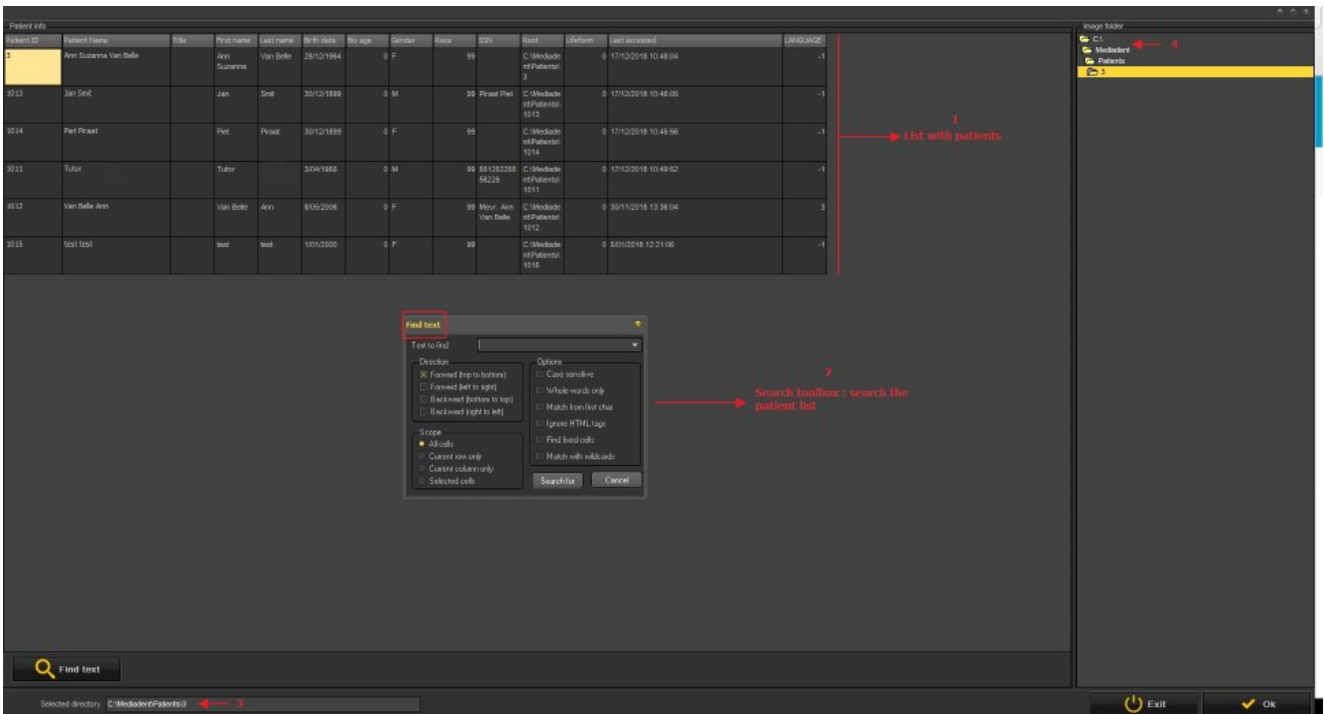 Patient info
Patient ID Patient Name Title First name Last name Birth date Bio age Gender Race SSN Root Lifeform Last accessed LANGUAGE
3 Ann Suzanna Van Belle Ann Suzanna Van Belle 28/12/1964 0 F 99 C:\Mediadent\Patients\3 0 17/12/2018 10:48:04 -1
1013 Jan Smit Jan Smit 30/12/1899 0 M 99 Piraat Piet C:\Mediadent\Patients\1013 0 17/12/2018 10:46:06 -1
1014 Piet Piraat Piet Piraat 30/12/1899 0 F 99 C:\Mediadent\Patients\1014 0 17/12/2018 10:45:56 -1
1011 Tutor Tutor 3/04/1988 0 M 99 C:\Mediadent\Patients\1011 0 17/12/2018 10:49:52 -1
1012 Van Belle Ann Van Belle Ann 8/05/2006 0 F 99 Mevr. Ann Van Belle C:\Mediadent\Patients\1012 0 30/11/2018 13:36:04 3
1015 test test test test 1/01/2000 0 F 99 C:\Mediadent\Patients\1015 0 5/01/2018 12:21:06 -1
1
List with patients
Image folder
C:\
4
Mediadent
Patients
3
Find text
Text to find
Direction
Forward (top to bottom)
Forward (left to right)
Backward (bottom to top)
Backward (right to left)
Scope
All cells
Current row only
Current column only
Selected cells
Options
Case sensitive
Whole words only
Match from first char
Ignore HTML tags
Find fixed cells
Match with wildcards
Search for Cancel
2
Search toolbox : search the
patient list
Find text
Selected directory C:\Mediadent\Patients\3 3
Exit Ok